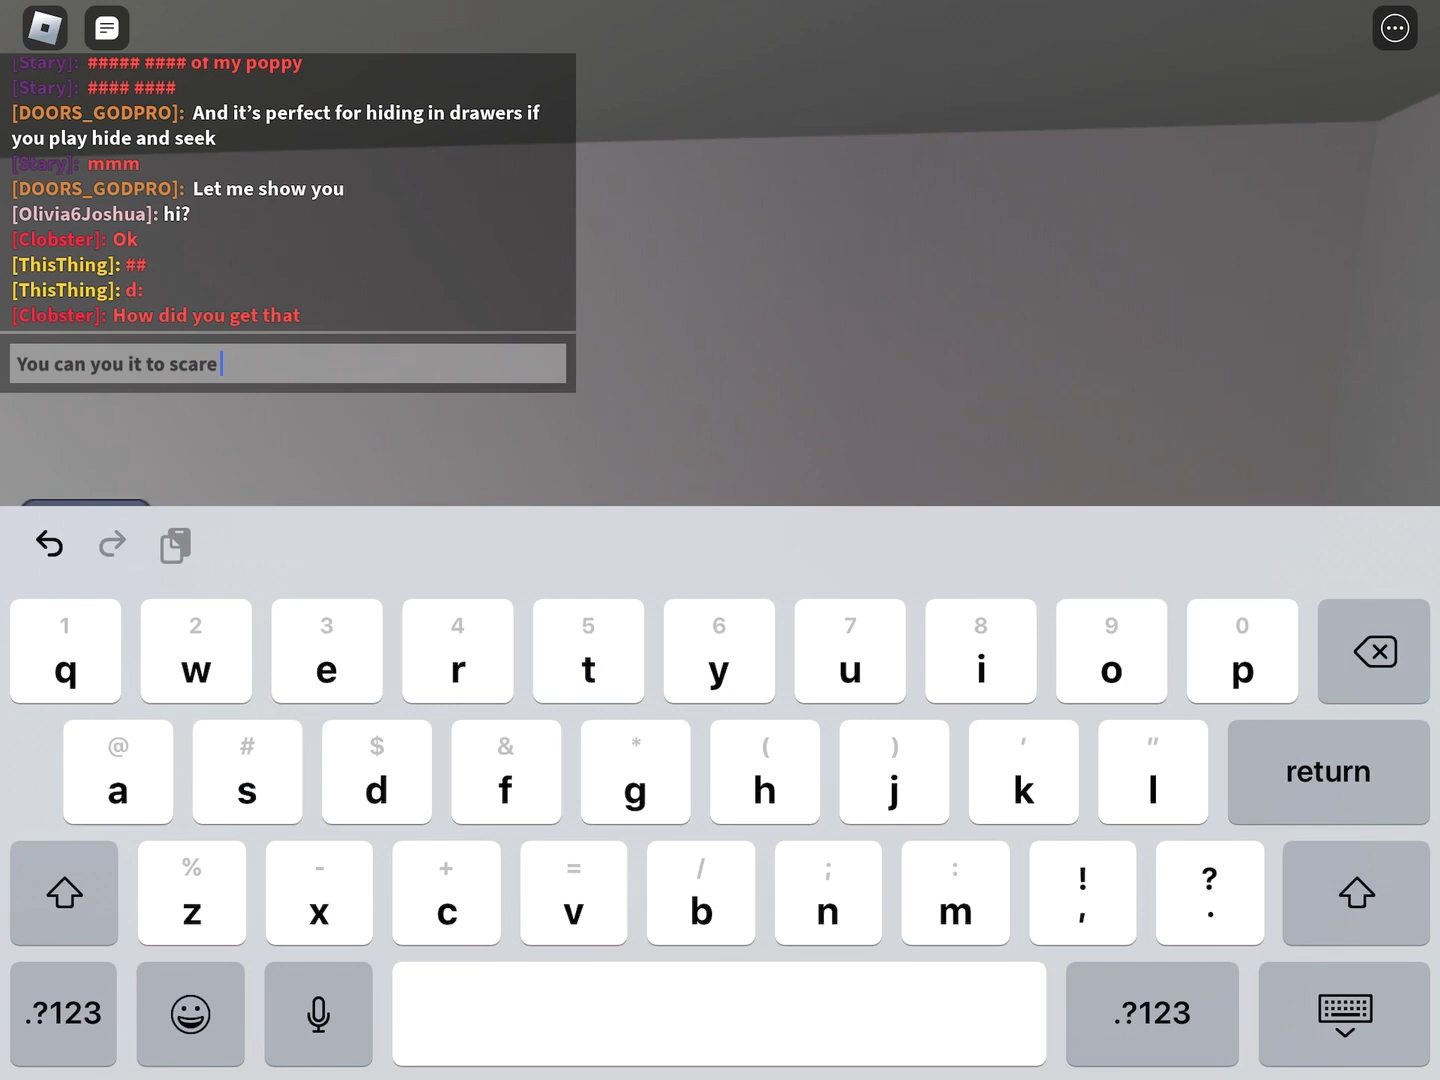 [Stary]: ##### #### of my poppy
[Stary]: #### ####
[DOORS_GODPRO]: And it’s perfect for hiding in drawers if
you play hide and seek
[Stary]: mmm
[DOORS_GODPRO]: Let me show you
[Olivia6Joshua]: hi?
[Clobster]: Ok
[ThisThing]: ##
[ThisThing]: d:
[Clobster]: How did you get that
You can you it to scare
1 2 3 4 5 6 7 8 9 0
q w e r t y u i o p
@ # $ & * ( ) ' "
a s d f g h j k l return
% - + = / ; : ! ?
z x c v b n m , .
.?123 .?123